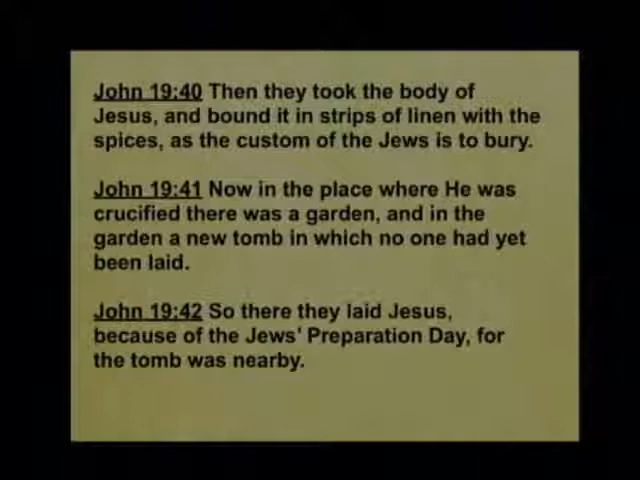 John 19:40 Then they took the body of
Jesus, and bound it in strips of linen with the
spices, as the custom of the Jews is to bury.
John 19:41 Now in the place where He was
crucified there was a garden, and in the
garden a new tomb in which no one had yet
been laid.
John 19:42 So there they laid Jesus,
because of the Jews' Preparation Day, for
the tomb was nearby.